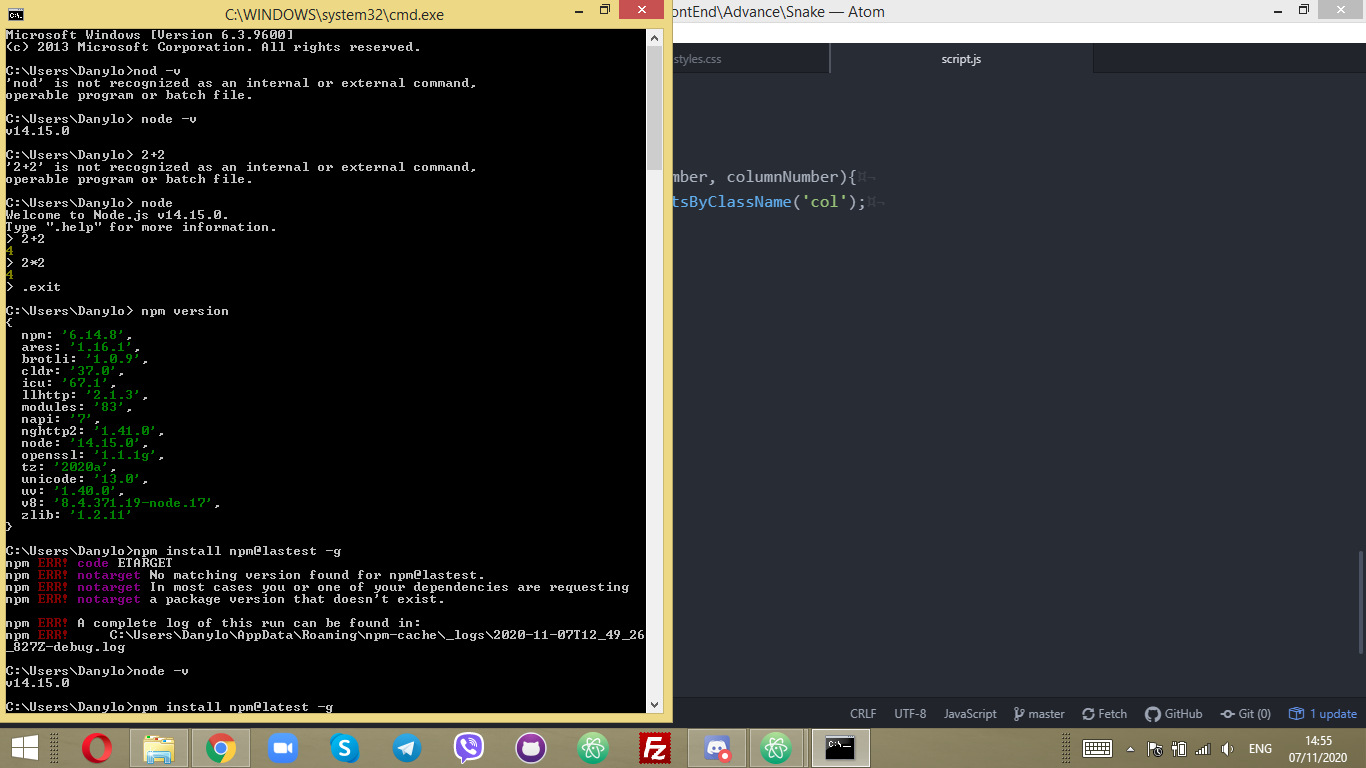 C:\WINDOWS\system32\cmd.exe
Microsoft Windows [Version 6.3.9600]
(c) 2013 Microsoft Corporation. All rights reserved.
C:\Users\Danylo>nod -v
'nod' is not recognized as an internal or external command,
operable program or batch file.
C:\Users\Danylo> node -v
v14.15.0
C:\Users\Danylo> 2+2
'2+2' is not recognized as an internal or external command,
operable program or batch file.
C:\Users\Danylo> node
Welcome to Node.js v14.15.0.
Type ".help" for more information.
> 2+2
4
> 2*2
4
> .exit
C:\Users\Danylo> npm version
{
npm: '6.14.8',
ares: '1.16.1',
brotli: '1.0.9',
cldr: '37.0',
icu: '67.1',
llhttp: '2.1.3',
modules: '83',
napi: '7',
nghttp2: '1.41.0',
node: '14.15.0',
openssl: '1.1.1g',
tz: '2020a',
unicode: '13.0',
uv: '1.40.0',
v8: '8.4.371.19-node.17',
zlib: '1.2.11'
}
C:\Users\Danylo>npm install npm@lastest -g
npm ERR! code ETARGET
npm ERR! notarget No matching version found for npm@lastest.
npm ERR! notarget In most cases you or one of your dependencies are requesting
npm ERR! notarget a package version that doesn't exist.
npm ERR! A complete log of this run can be found in:
npm ERR!     C:\Users\Danylo\AppData\Roaming\npm-cache\_logs\2020-11-07T12_49_26
_827Z-debug.log
C:\Users\Danylo>node -v
v14.15.0
C:\Users\Danylo>npm install npm@latest -g
ontEnd\Advance\Snake — Atom
styles.css
script.js
mber, columnNumber){¤¬
tsByClassName('col');¤¬
CRLF UTF-8 JavaScript master Fetch GitHub Git (0) 1 update
ENG
14:55
07/11/2020